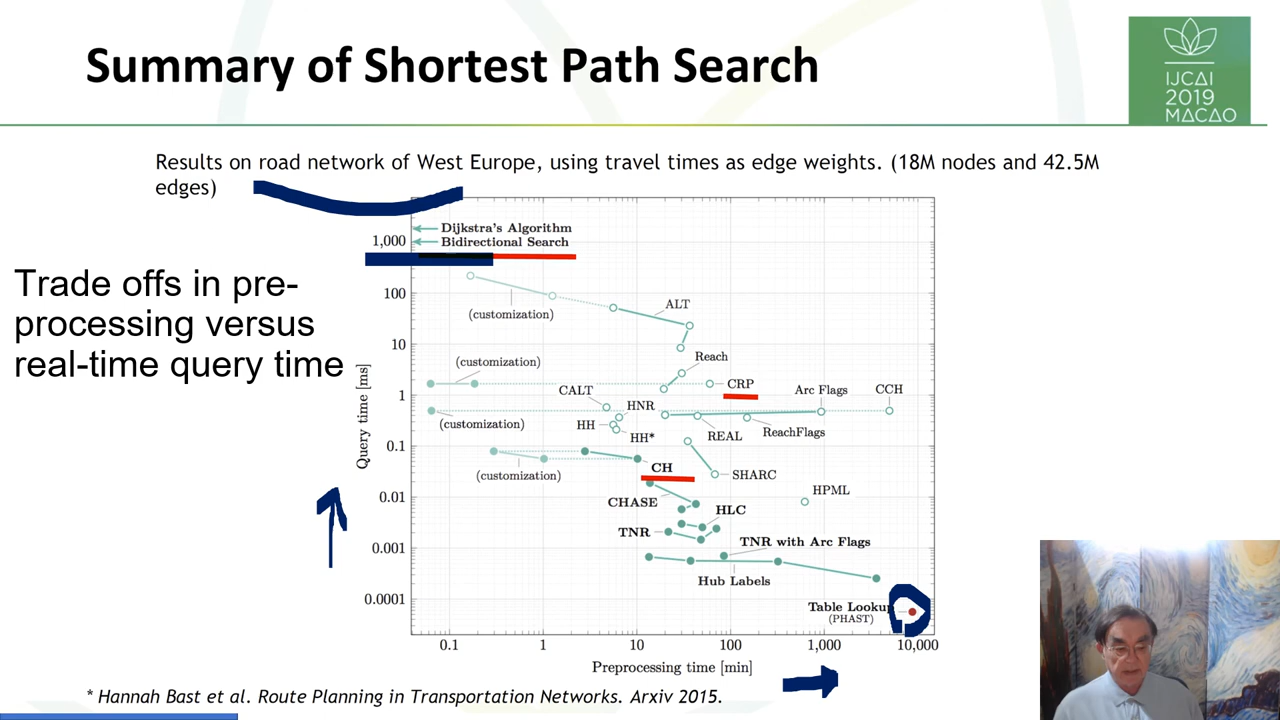 Summary of Shortest Path Search
IJCAI
2019
MACAO
Results on road network of West Europe, using travel times as edge weights. (18M nodes and 42.5M
edges)
Trade offs in pre-
processing versus
real-time query time
Query time [ms]
1,000
100
10
1
0.1
0.01
0.001
0.0001
Dijkstra's Algorithm
Bidirectional Search
(customization)
ALT
(customization)
Reach
CRP
CALT
HNR
Arc Flags
CCH
(customization)
HH
HH*
REAL
ReachFlags
(customization)
CH
SHARC
CHASE
HLC
HPML
TNR
TNR with Arc Flags
Hub Labels
Table Lookup
(PHAST)
0.1
1
10
100
1,000
10,000
Preprocessing time [min]
* Hannah Bast et al. Route Planning in Transportation Networks. Arxiv 2015.